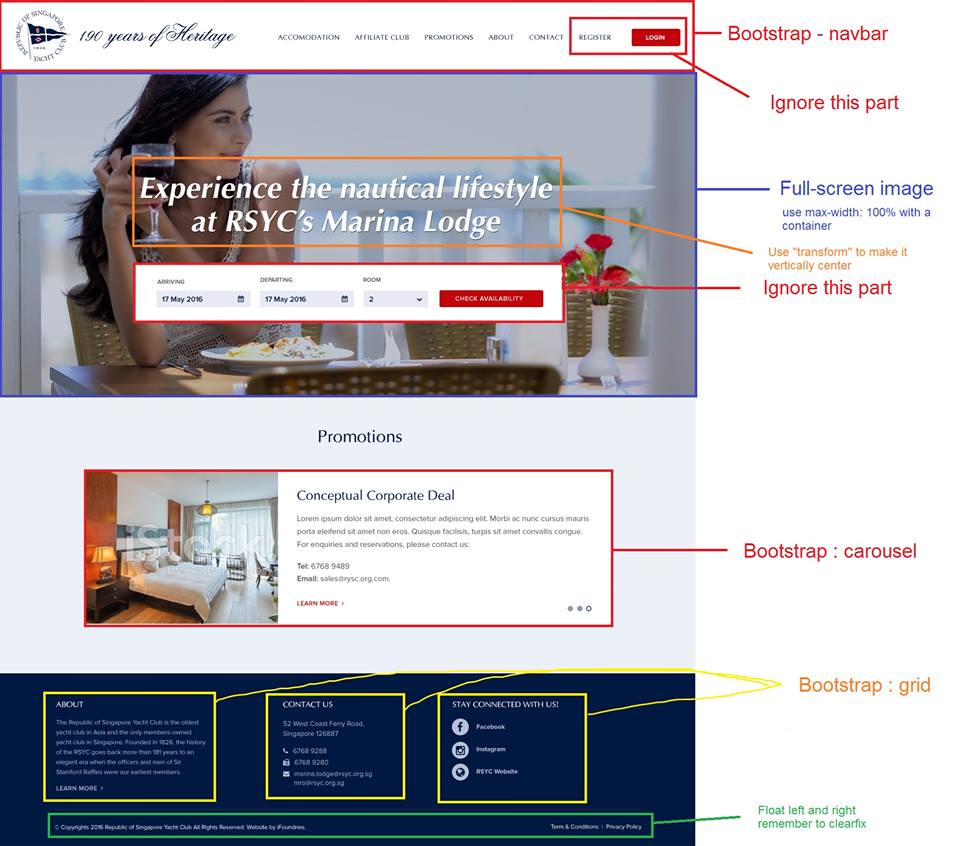 REPUBLIC OF SINGAPORE
YACHT CLUB
1826
190 years of Heritage
ACCOMODATION
AFFILIATE CLUB
PROMOTIONS
ABOUT
CONTACT
REGISTER
LOGIN
Bootstrap - navbar
Ignore this part
Full-screen image
use max-width: 100% with a
container
Experience the nautical lifestyle
at RSYC's Marina Lodge
Use "transform" to make it
vertically center
Ignore this part
ARRIVING
DEPARTING
ROOM
17 May 2016
17 May 2016
2
CHECK AVAILABILITY
Promotions
iStock
Conceptual Corporate Deal
Lorem ipsum dolor sit amet, consectetur adipiscing elit. Morbi ac nunc cursus mauris
porta eleifend sit amet non eros. Quisque facilisis, turpis sit amet convallis congue.
For enquiries and reservations, please contact us:
Tel: 6768 9489
Email: sales@rysc.org.com.
LEARN MORE >
Bootstrap : carousel
Bootstrap : grid
ABOUT
The Republic of Singapore Yacht Club is the oldest
yacht club in Asia and the only members-owned
yacht club in Singapore. Founded in 1826, the history
of the RSYC goes back more than 181 years to an
elegant era when the officers and men of Sir
Stamford Raffles were our earliest members.
LEARN MORE >
CONTACT US
52 West Coast Ferry Road,
Singapore 126887
6768 9288
6768 9280
marina.lodge@rsyc.org.sg
mro@rsyc.org.sg
STAY CONNECTED WITH US!
Facebook
Instagram
RSYC Website
© Copyrights 2016 Republic of Singapore Yacht Club All Rights Reserved. Website by iFoundries.
Term & Conditions | Privacy Policy
Float left and right
remember to clearfix